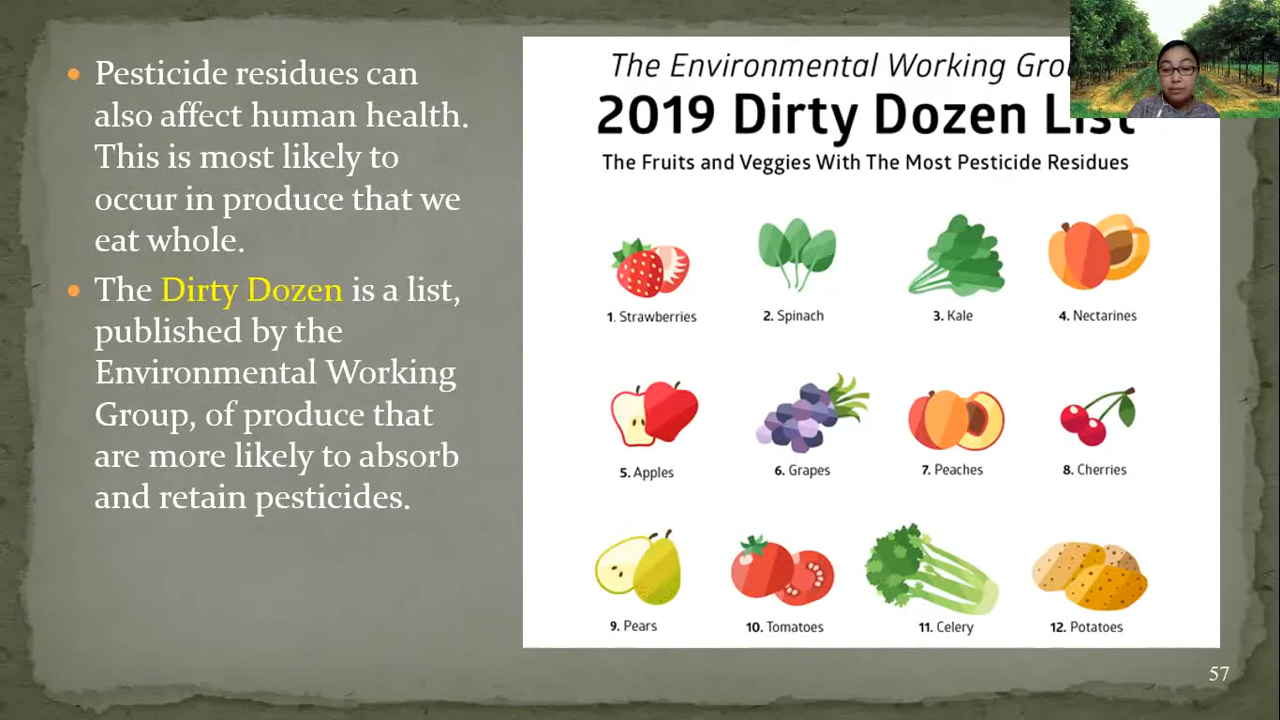 Pesticide residues can
also affect human health.
This is most likely to
occur in produce that we
eat whole.
The Dirty Dozen is a list,
published by the
Environmental Working
Group, of produce that
are more likely to absorb
and retain pesticides.
The Environmental Working
2019 Dirty Dozen List
The Fruits and Veggies With The Most Pesticide Residues
1. Strawberries
2. Spinach
3. Kale
4. Nectarines
5. Apples
6. Grapes
7. Peaches
8. Cherries
9. Pears
10. Tomatoes
11. Celery
12. Potatoes
57